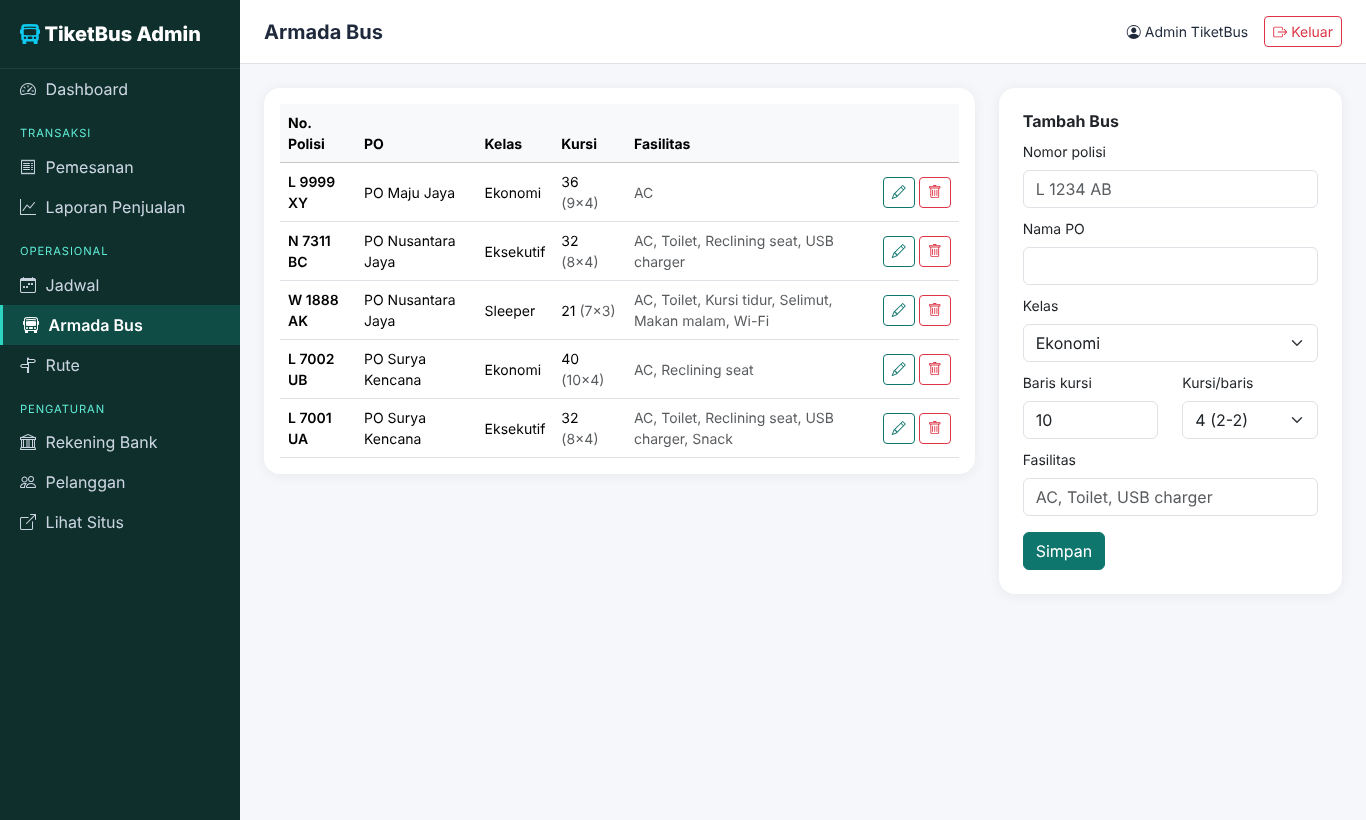 TiketBus Admin
Dashboard
TRANSAKSI
Pemesanan
Laporan Penjualan
OPERASIONAL
Jadwal
Armada Bus
Rute
PENGATURAN
Rekening Bank
Pelanggan
Lihat Situs
Armada Bus
Admin TiketBus
Keluar
No. Polisi PO Kelas Kursi Fasilitas
L 9999 XY PO Maju Jaya Ekonomi 36 (9×4) AC
N 7311 BC PO Nusantara Jaya Eksekutif 32 (8×4) AC, Toilet, Reclining seat, USB charger
W 1888 AK PO Nusantara Jaya Sleeper 21 (7×3) AC, Toilet, Kursi tidur, Selimut, Makan malam, Wi-Fi
L 7002 UB PO Surya Kencana Ekonomi 40 (10×4) AC, Reclining seat
L 7001 UA PO Surya Kencana Eksekutif 32 (8×4) AC, Toilet, Reclining seat, USB charger, Snack
Tambah Bus
Nomor polisi
L 1234 AB
Nama PO
Kelas
Ekonomi
Baris kursi Kursi/baris
10 4 (2-2)
Fasilitas
AC, Toilet, USB charger
Simpan